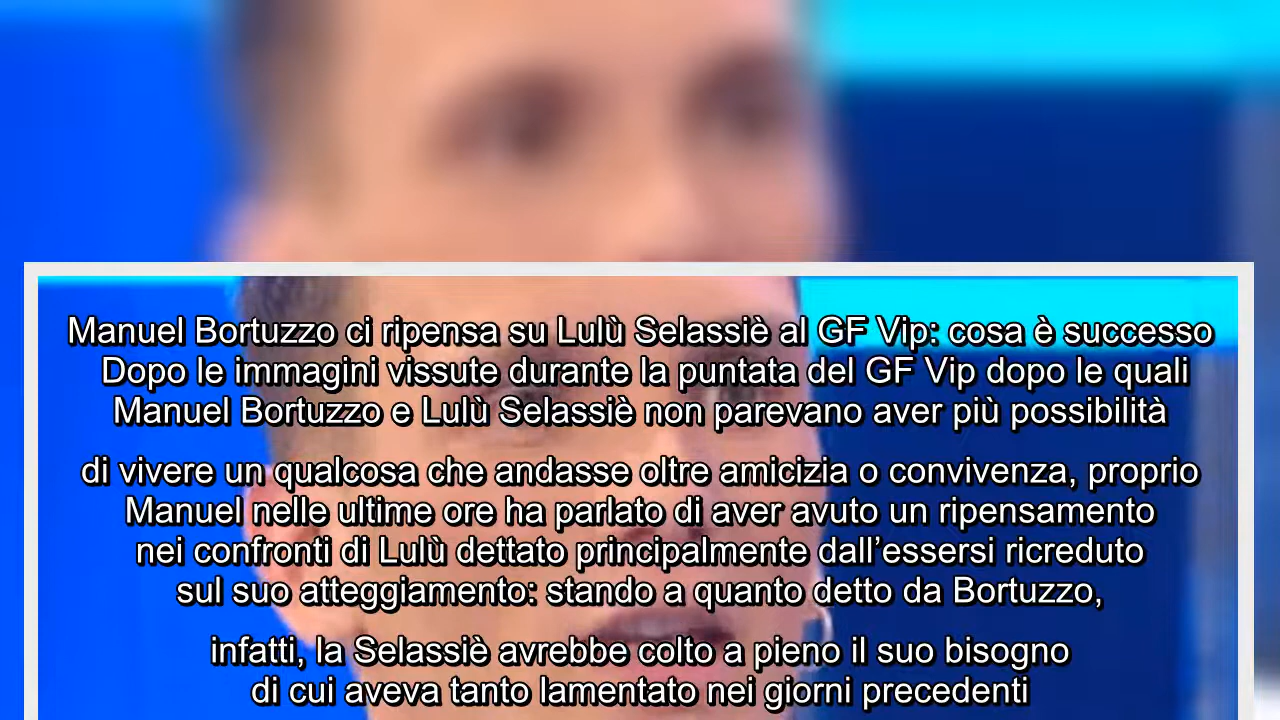 Manuel Bortuzzo ci ripensa su Lulù Selassiè al GF Vip: cosa è successo
Dopo le immagini vissute durante la puntata del GF Vip dopo le quali
Manuel Bortuzzo e Lulù Selassiè non parevano aver più possibilità
di vivere un qualcosa che andasse oltre amicizia o convivenza, proprio
Manuel nelle ultime ore ha parlato di aver avuto un ripensamento
nei confronti di Lulù dettato principalmente dall’essersi ricreduto
sul suo atteggiamento: stando a quanto detto da Bortuzzo,
infatti, la Selassiè avrebbe colto a pieno il suo bisogno
di cui aveva tanto lamentato nei giorni precedenti